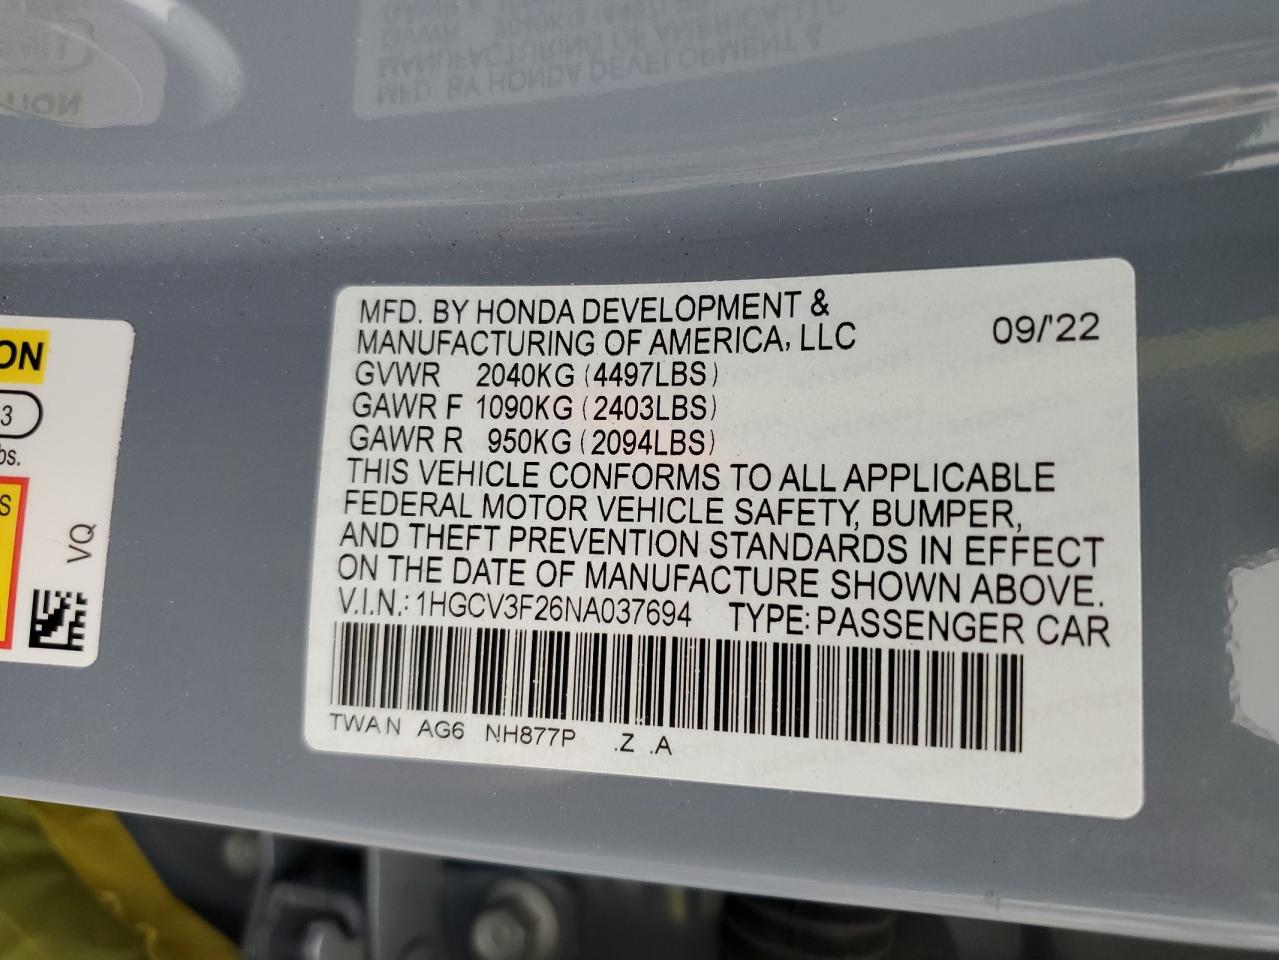 MFD. BY HONDA DEVELOPMENT &
MANUFACTURING OF AMERICA, LLC 09/'22
GVWR 2040KG (4497LBS)
GAWR F 1090KG (2403LBS)
GAWR R 950KG (2094LBS)
THIS VEHICLE CONFORMS TO ALL APPLICABLE
FEDERAL MOTOR VEHICLE SAFETY, BUMPER,
AND THEFT PREVENTION STANDARDS IN EFFECT
ON THE DATE OF MANUFACTURE SHOWN ABOVE.
V.I.N.: 1HGCV3F26NA037694 TYPE: PASSENGER CAR
TWAN AG6 NH877P .Z .A
ON
3
bs.
S
VQ